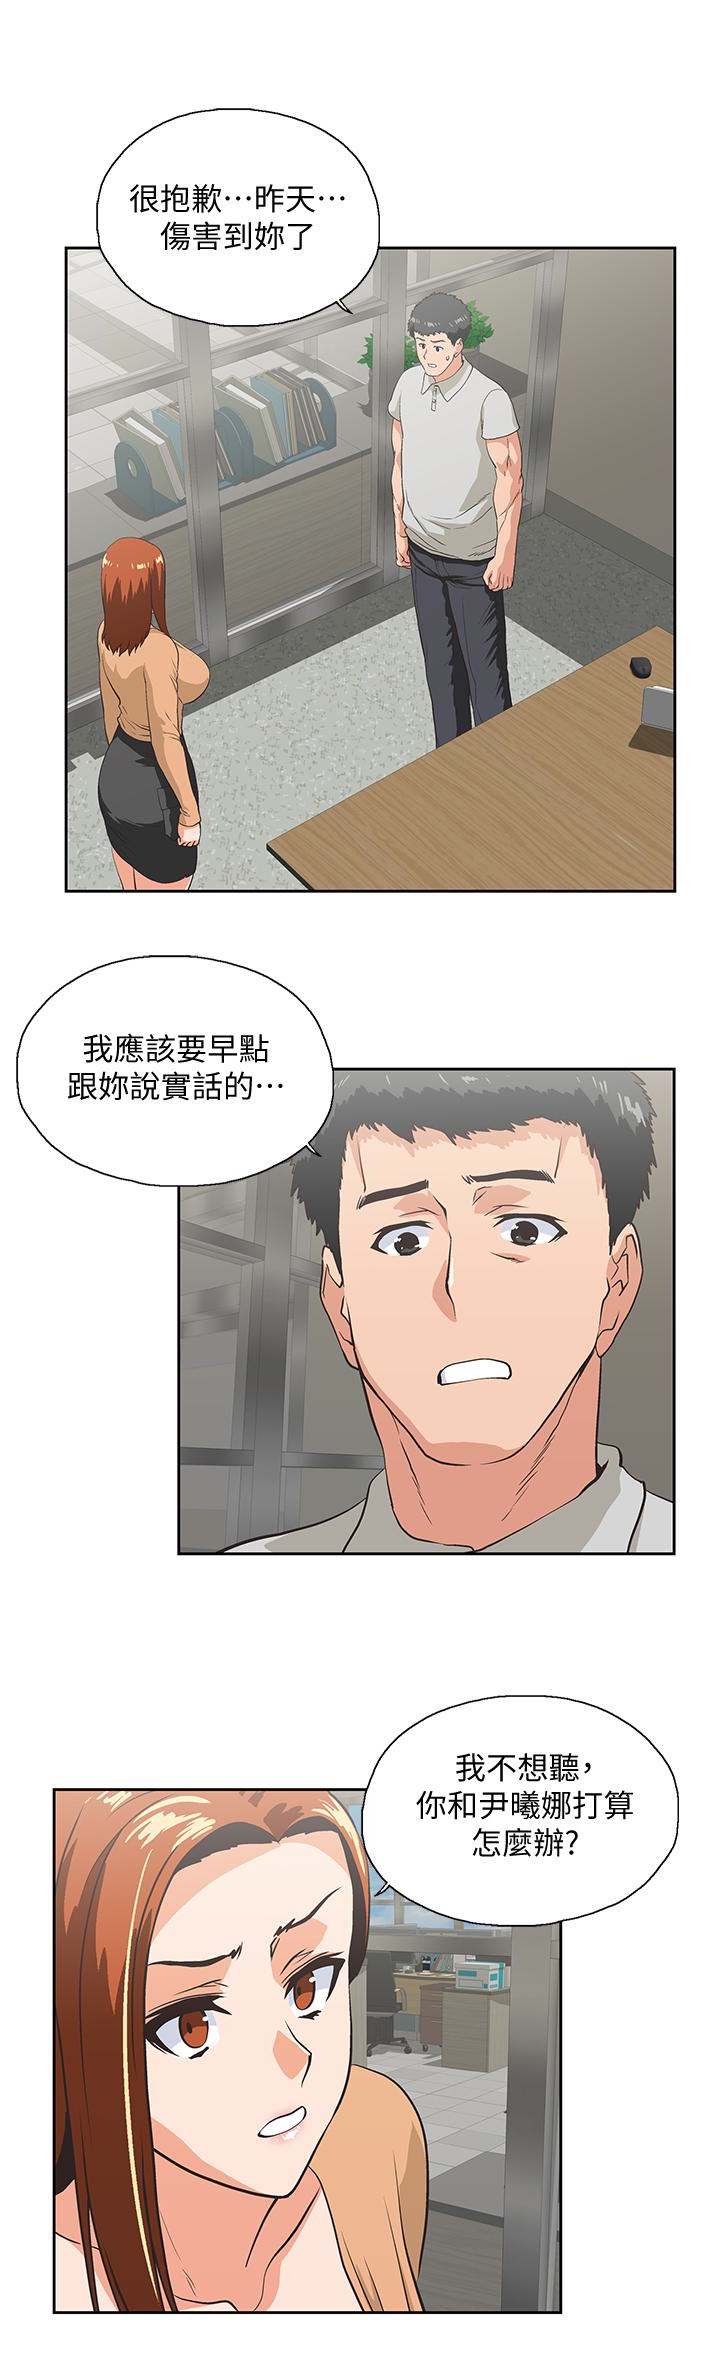 很抱歉⋯昨天⋯
傷害到妳了
我應該要早點
跟妳說實話的⋯
我不想聽，
你和尹曦娜打算
怎麼辦?